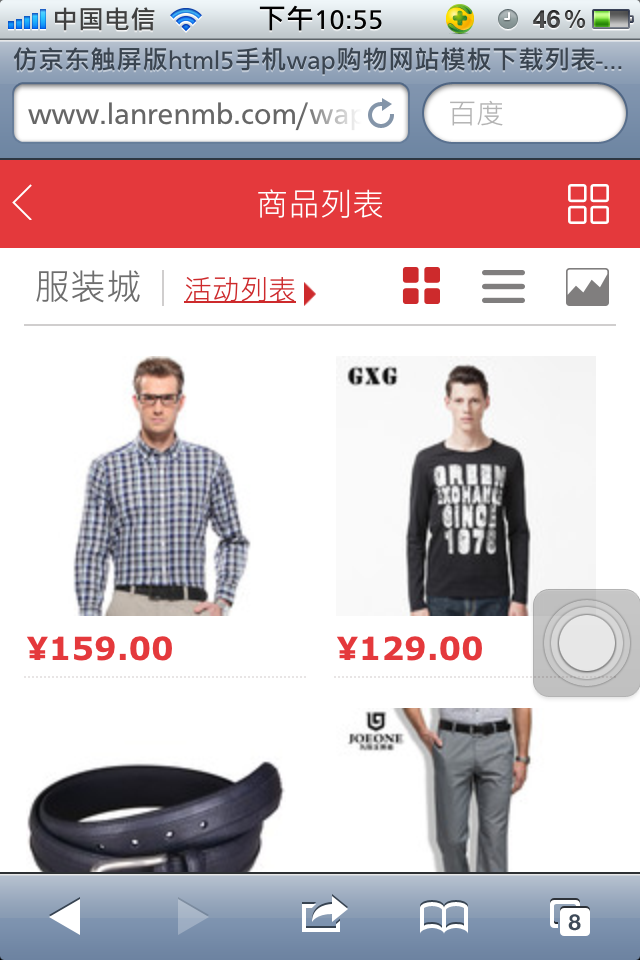 中国电信 下午10:55 46%
仿京东触屏版html5手机wap购物网站模板下载列表-...
www.lanrenmb.com/wap 百度
商品列表
服装城 活动列表
GXG
GREEN
EXCHANGE
SINCE
1978
¥159.00 ¥129.00
JOEONE
8